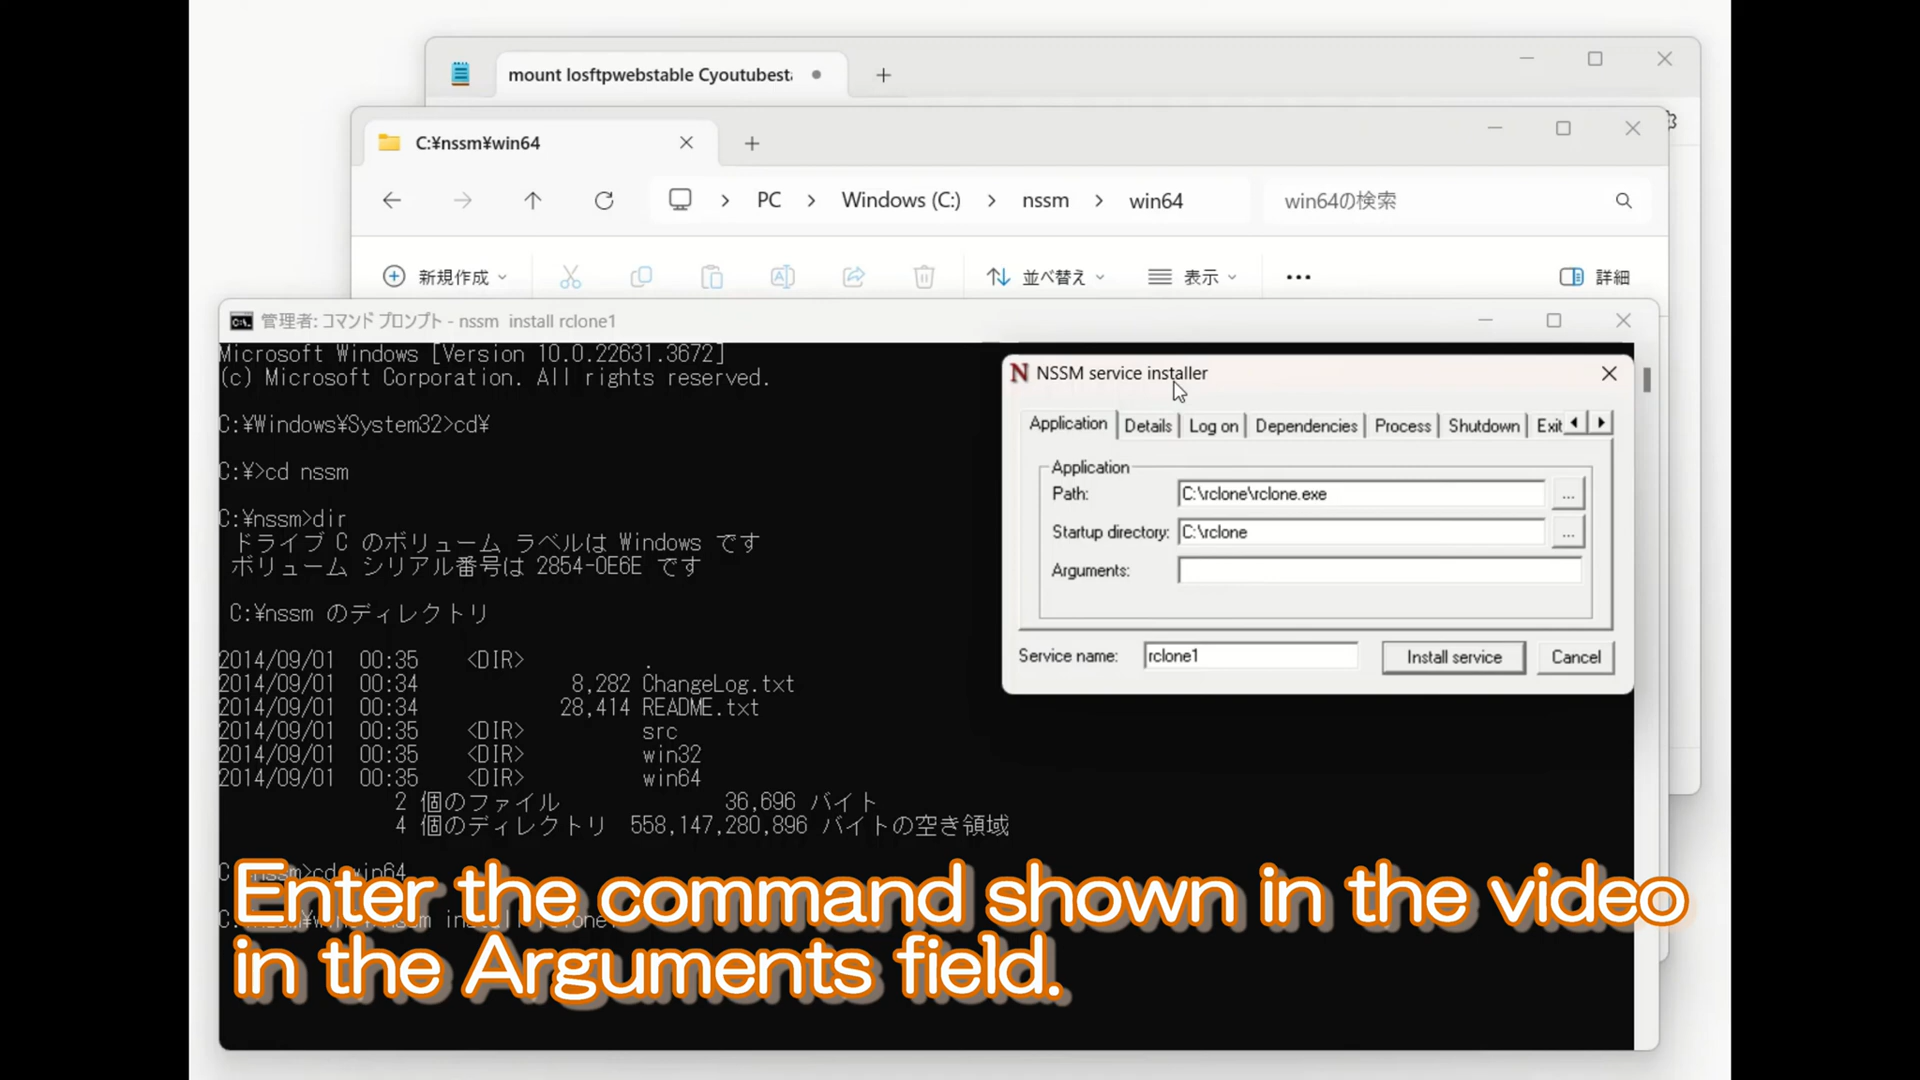 mount losftpwebstable Cyoutubest
C:¥nssm¥win64
PC
Windows (C:)
nssm
win64
win64の検索
新規作成
並べ替え
表示
詳細
管理者: コマンド プロンプト - nssm install rclone1
Microsoft Windows [Version 10.0.22631.3672]
(c) Microsoft Corporation. All rights reserved.
C:¥Windows¥System32>cd¥
C:¥>cd nssm
C:¥nssm>dir
ドライブ C のボリューム ラベルは Windows です
ボリューム シリアル番号は 2854-0E6E です
C:¥nssm のディレクトリ
2014/09/01 00:35 <DIR> .
2014/09/01 00:34 8,282 ChangeLog.txt
2014/09/01 00:34 28,414 README.txt
2014/09/01 00:35 <DIR> src
2014/09/01 00:35 <DIR> win32
2014/09/01 00:35 <DIR> win64
2 個のファイル 36,696 バイト
4 個のディレクトリ 558,147,280,896 バイトの空き領域
NSSM service installer
Application Details Log on Dependencies Process Shutdown Exit
Application
Path: C:\rclone\rclone.exe ...
Startup directory: C:\rclone ...
Arguments:
Service name: rclone1 Install service Cancel
Enter the command shown in the video
in the Arguments field.